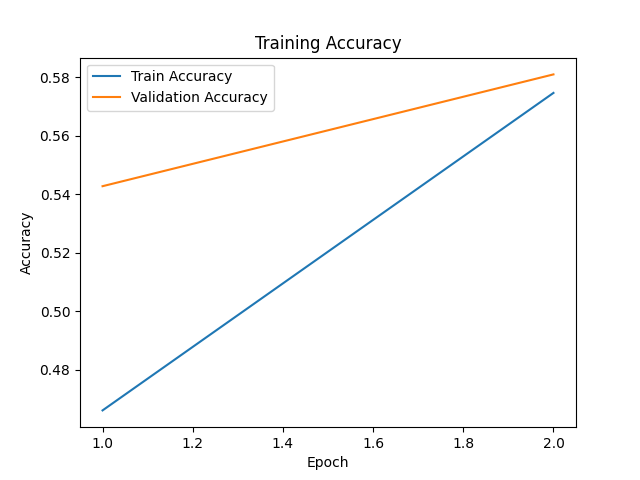 Training Accuracy
Train Accuracy
Validation Accuracy
0.58
0.56
0.54
0.52
0.50
0.48
Accuracy
1.0 1.2 1.4 1.6 1.8 2.0
Epoch